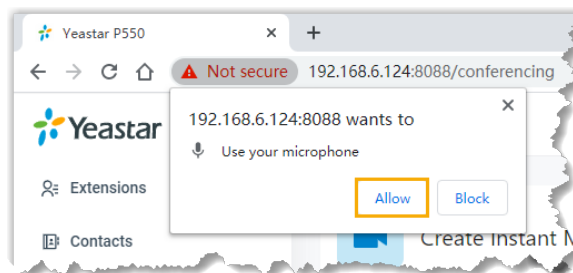 Yeastar P550
Not secure 192.168.6.124:8088/conferencing
Yeastar
192.168.6.124:8088 wants to
Use your microphone
Allow Block
Extensions
Contacts
Create Instant